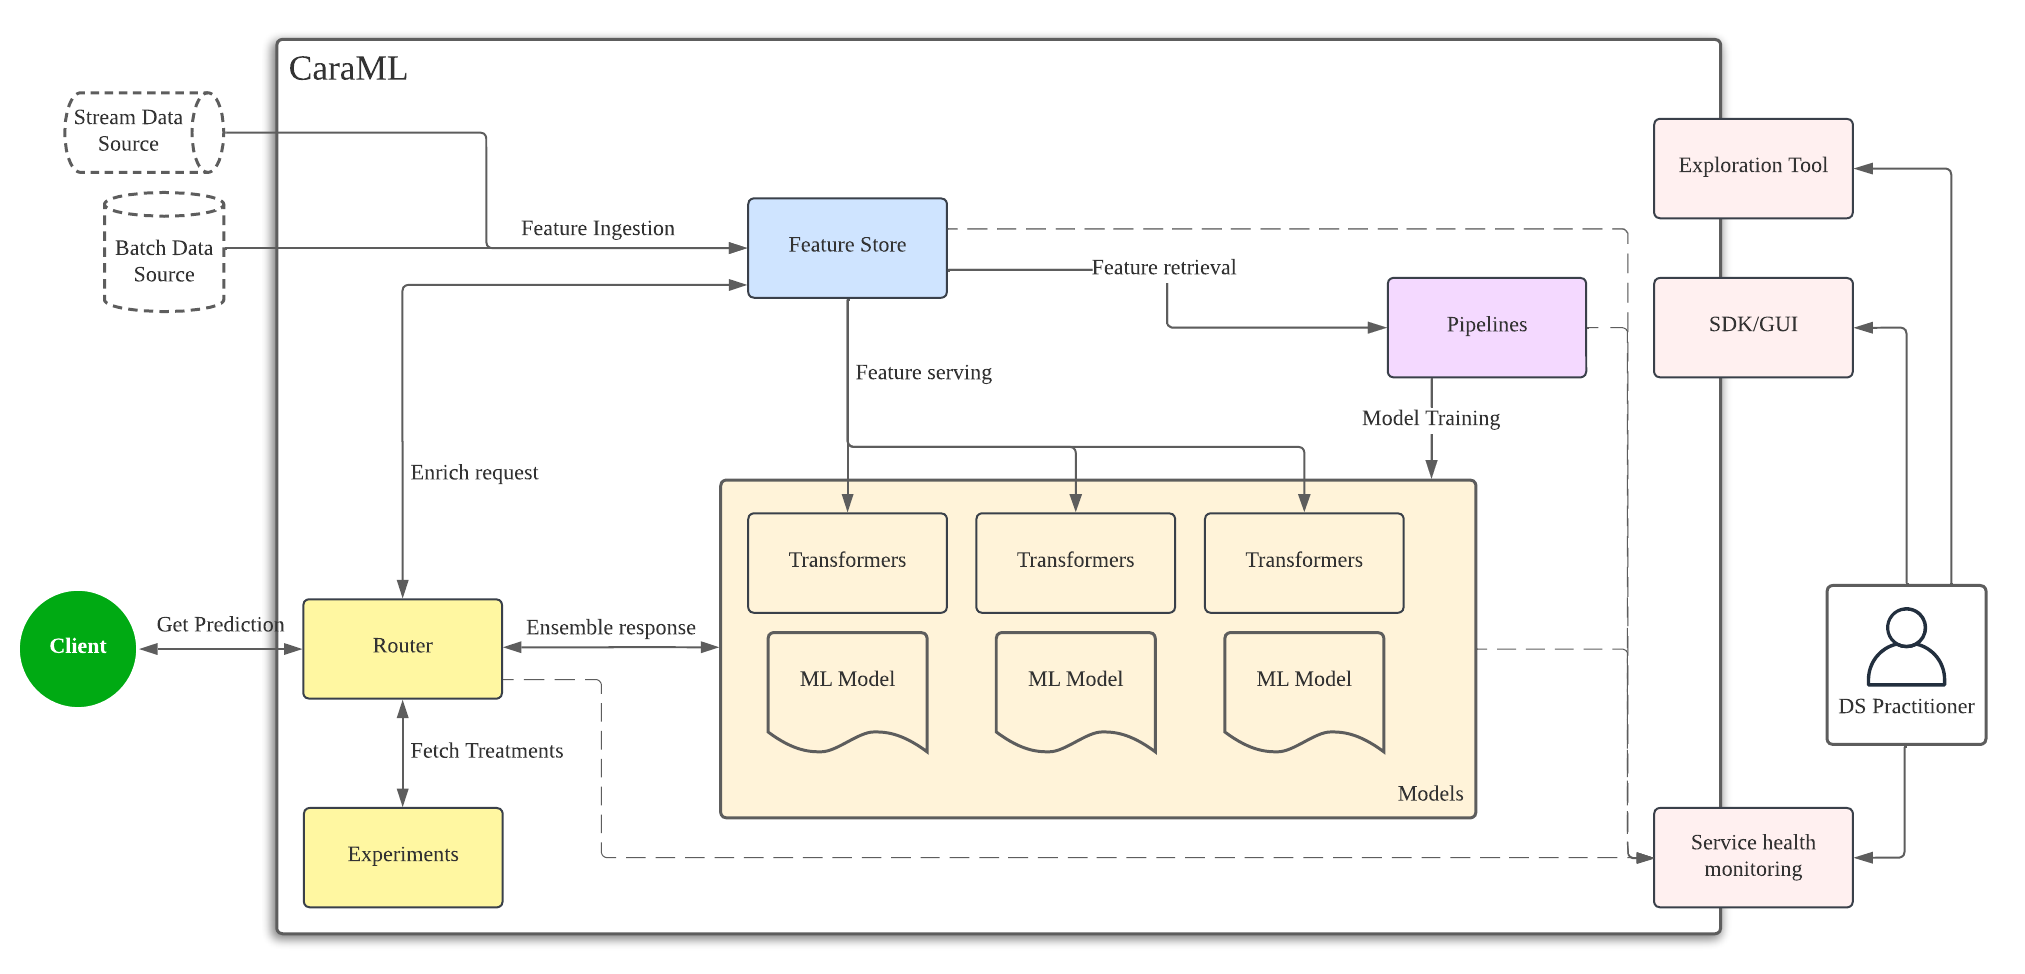 CaraML
Stream Data
Source
Batch Data
Source
Feature Ingestion
Feature Store
Feature retrieval
Exploration Tool
Pipelines
SDK/GUI
Feature serving
Model Training
Enrich request
Transformers
Transformers
Transformers
Client
Get Prediction
Router
Ensemble response
ML Model
ML Model
ML Model
DS Practitioner
Fetch Treatments
Models
Experiments
Service health
monitoring